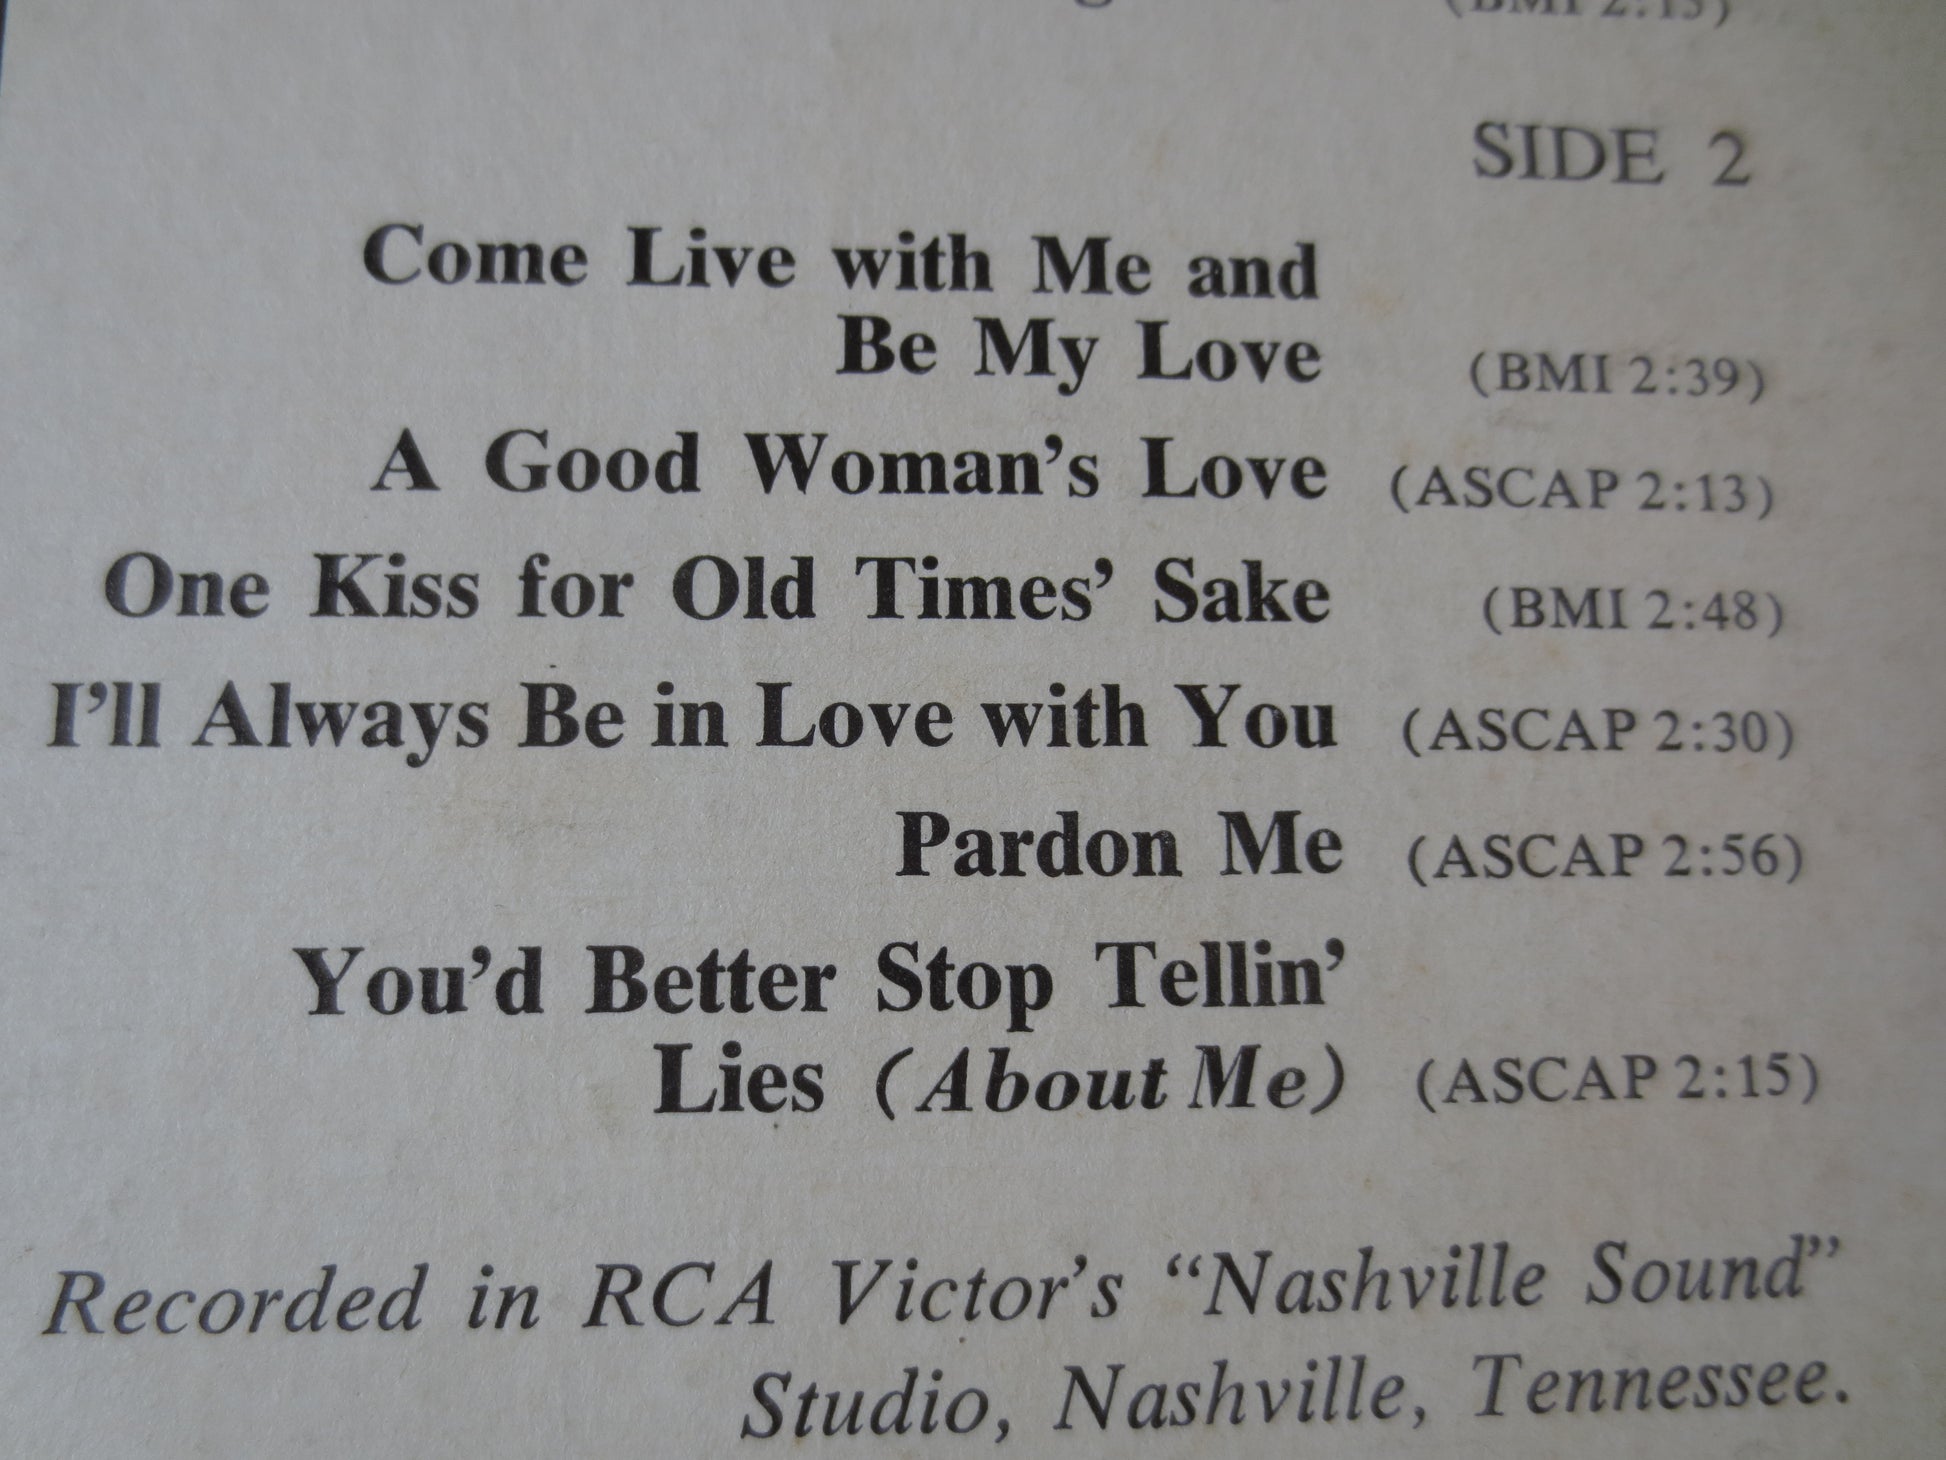 (BMI 2:15)
SIDE 2
Come Live with Me and
Be My Love (BMI 2:39)
A Good Woman's Love (ASCAP 2:13)
One Kiss for Old Times' Sake (BMI 2:48)
I'll Always Be in Love with You (ASCAP 2:30)
Pardon Me (ASCAP 2:56)
You'd Better Stop Tellin'
Lies (About Me) (ASCAP 2:15)
Recorded in RCA Victor's “Nashville Sound”
Studio, Nashville, Tennessee.